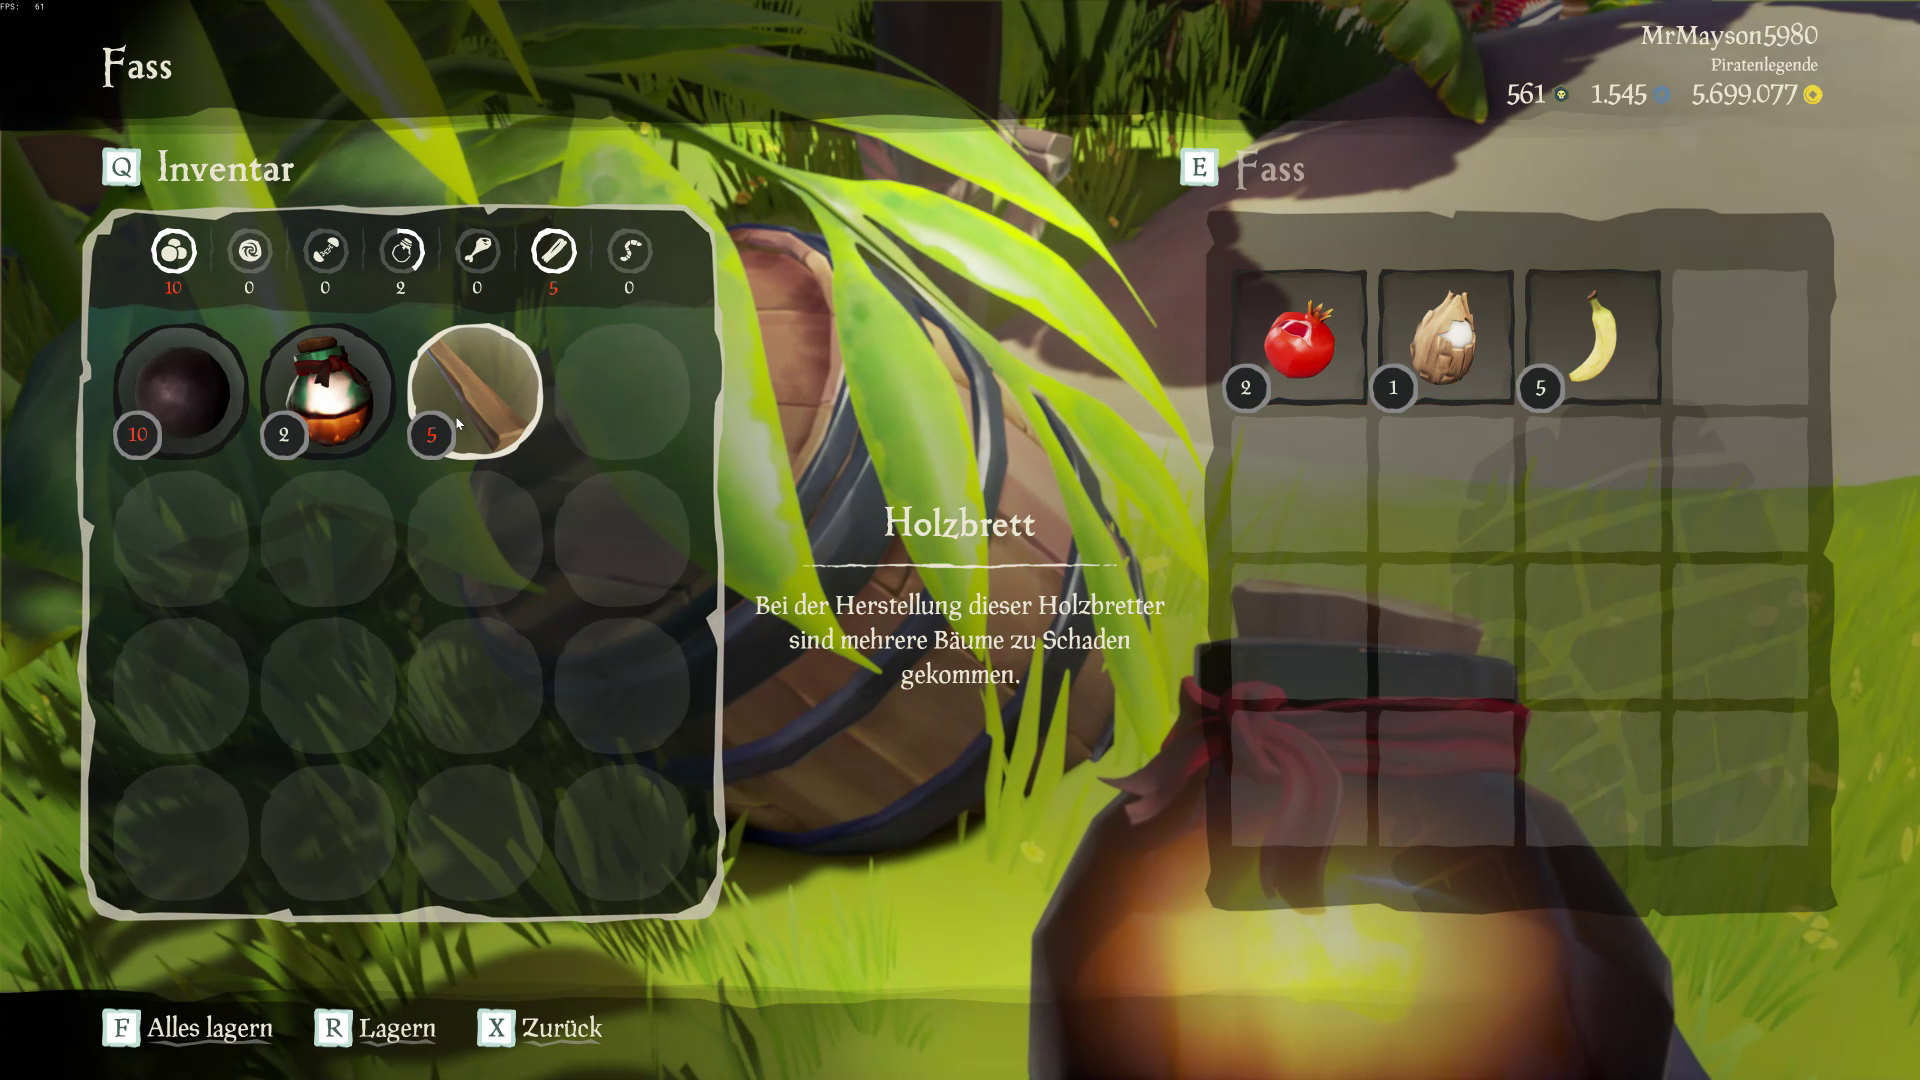 FPS: 61
Fass
MrMayson5980
Piratenlegende
561 1.545 5.699.077
Q Inventar
E Fass
10 0 0 2 0 5 0
10 2 5
2 1 5
Holzbrett
Bei der Herstellung dieser Holzbretter
sind mehrere Bäume zu Schaden
gekommen.
F Alles lagern R Lagern X Zurück